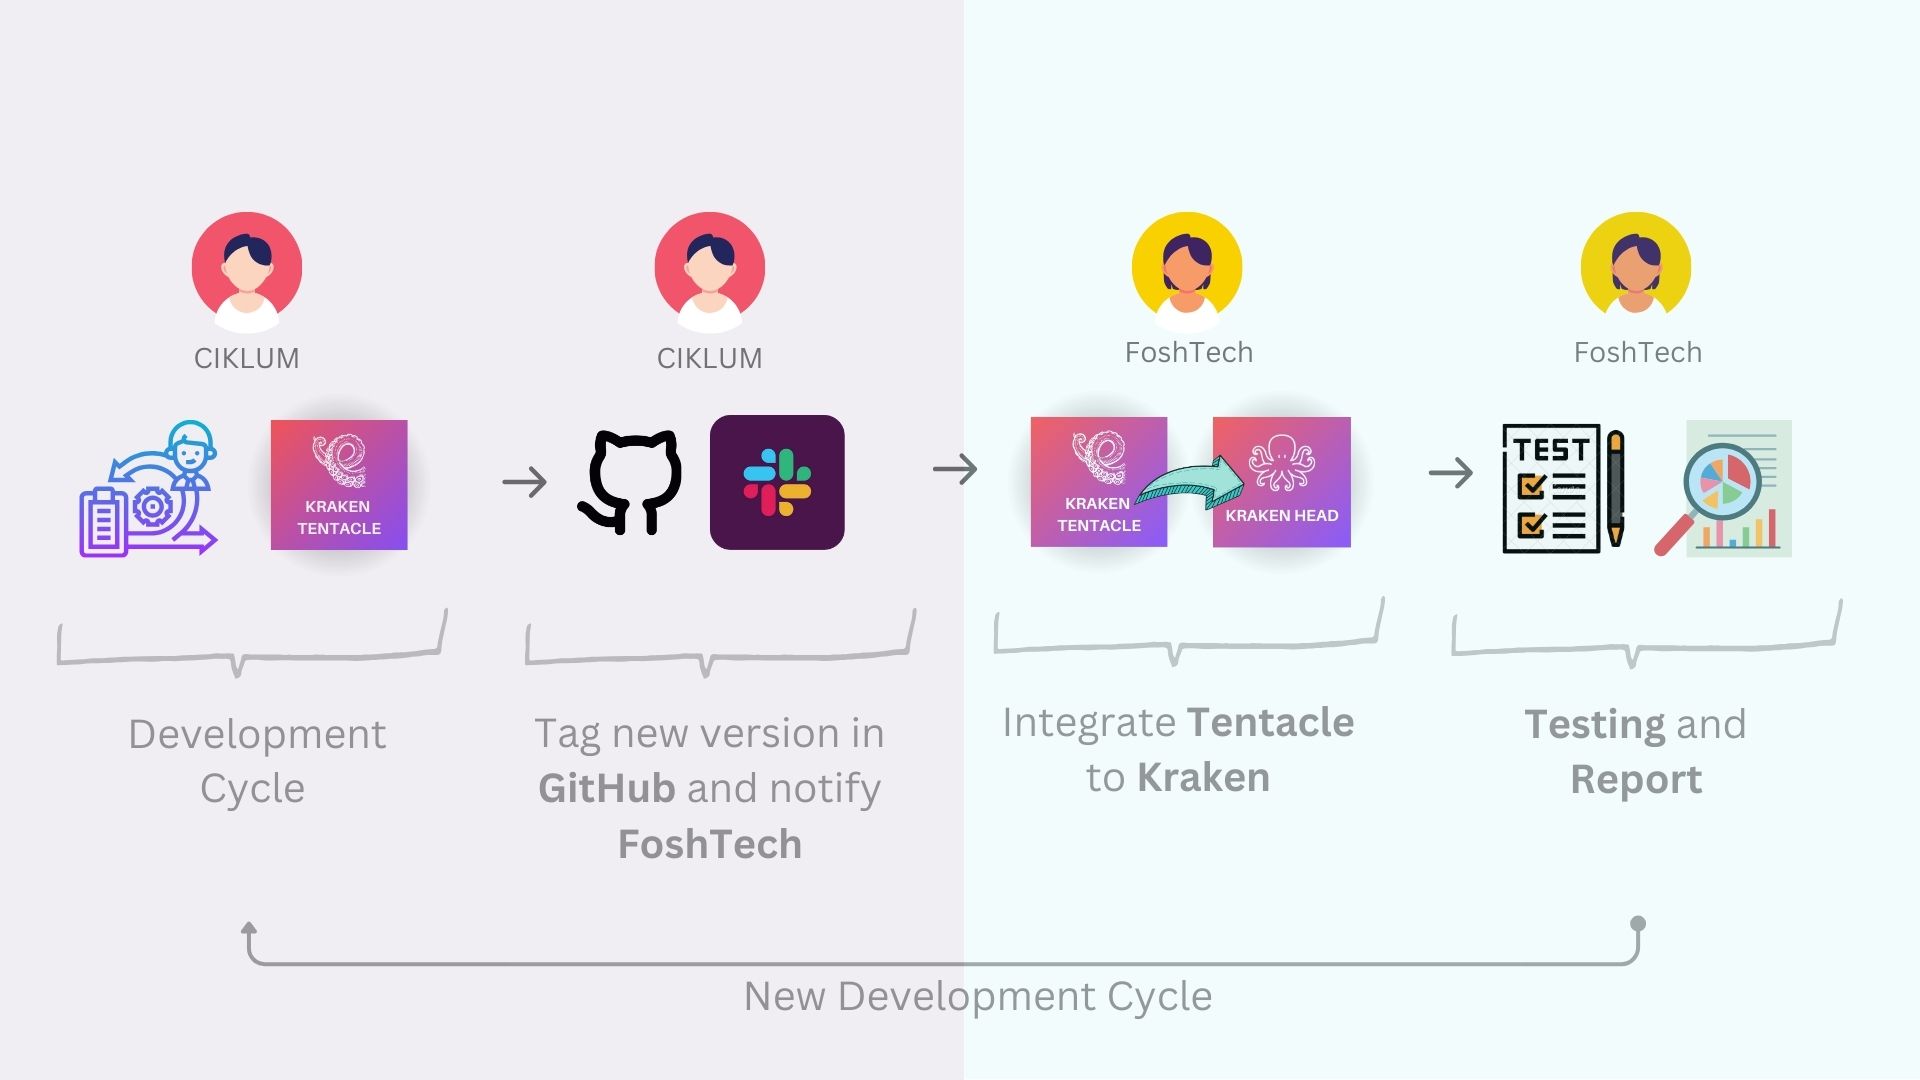 CIKLUM
KRAKEN
TENTACLE
Development
Cycle
CIKLUM
Tag new version in
GitHub and notify
FoshTech
FoshTech
KRAKEN
TENTACLE
KRAKEN HEAD
Integrate Tentacle
to Kraken
FoshTech
TEST
Testing and
Report
New Development Cycle